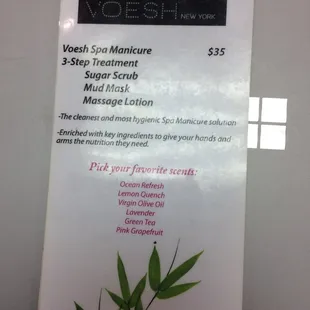 VOESH NEW YORK
Voesh Spa Manicure $35
3-Step Treatment
Sugar Scrub
Mud Mask
Massage Lotion
-The cleanest and most hygienic Spa Manicure solution
-Enriched with key ingredients to give your hands and
arms the nutrition they need.
Pick your favorite scents:
Ocean Refresh
Lemon Quench
Virgin Olive Oil
Lavender
Green Tea
Pink Grapefruit